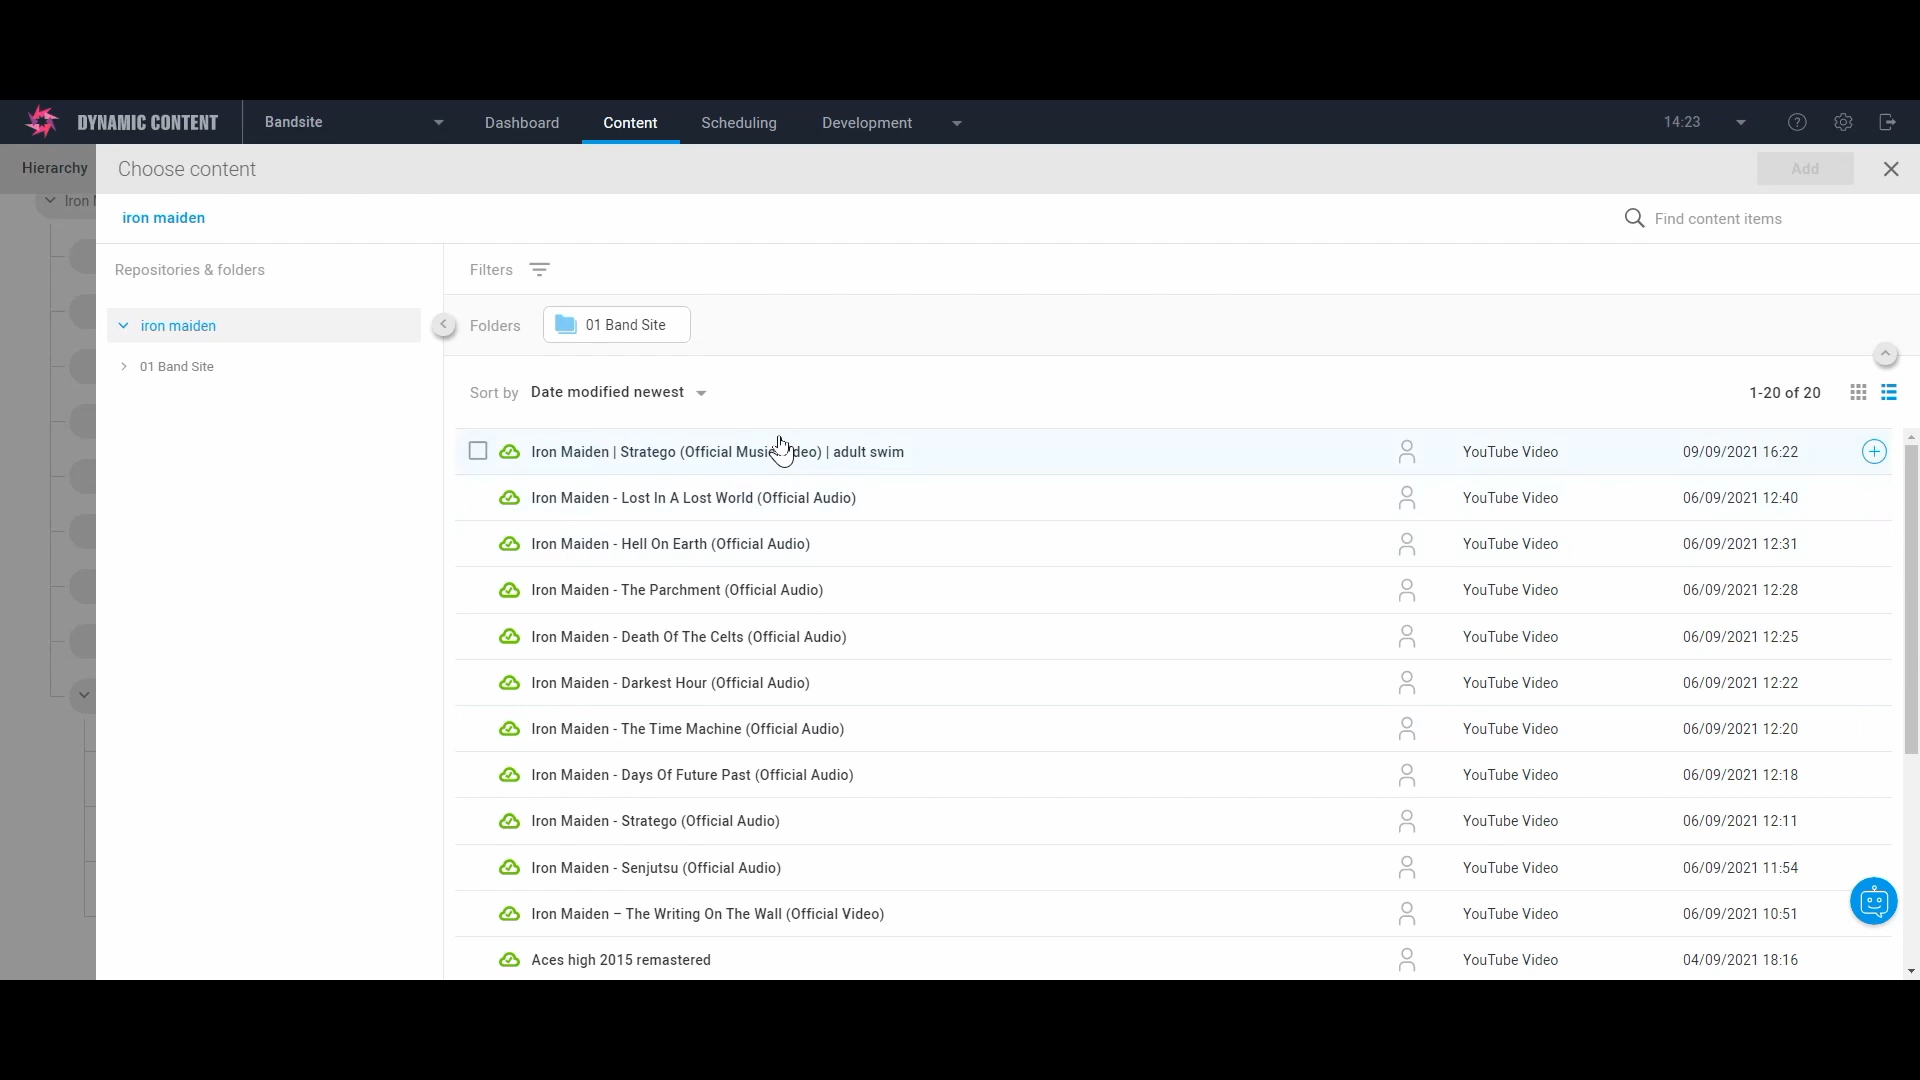 DYNAMIC CONTENT
Bandsite
Dashboard
Content
Scheduling
Development
14:23
Hierarchy
Choose content
Add
Iron
iron maiden
Find content items
Repositories & folders
Filters
iron maiden
Folders
01 Band Site
01 Band Site
Sort by Date modified newest
1-20 of 20
Iron Maiden | Stratego (Official Music Video) | adult swim YouTube Video 09/09/2021 16:22
Iron Maiden - Lost In A Lost World (Official Audio) YouTube Video 06/09/2021 12:40
Iron Maiden - Hell On Earth (Official Audio) YouTube Video 06/09/2021 12:31
Iron Maiden - The Parchment (Official Audio) YouTube Video 06/09/2021 12:28
Iron Maiden - Death Of The Celts (Official Audio) YouTube Video 06/09/2021 12:25
Iron Maiden - Darkest Hour (Official Audio) YouTube Video 06/09/2021 12:22
Iron Maiden - The Time Machine (Official Audio) YouTube Video 06/09/2021 12:20
Iron Maiden - Days Of Future Past (Official Audio) YouTube Video 06/09/2021 12:18
Iron Maiden - Stratego (Official Audio) YouTube Video 06/09/2021 12:11
Iron Maiden - Senjutsu (Official Audio) YouTube Video 06/09/2021 11:54
Iron Maiden – The Writing On The Wall (Official Video) YouTube Video 06/09/2021 10:51
Aces high 2015 remastered YouTube Video 04/09/2021 18:16